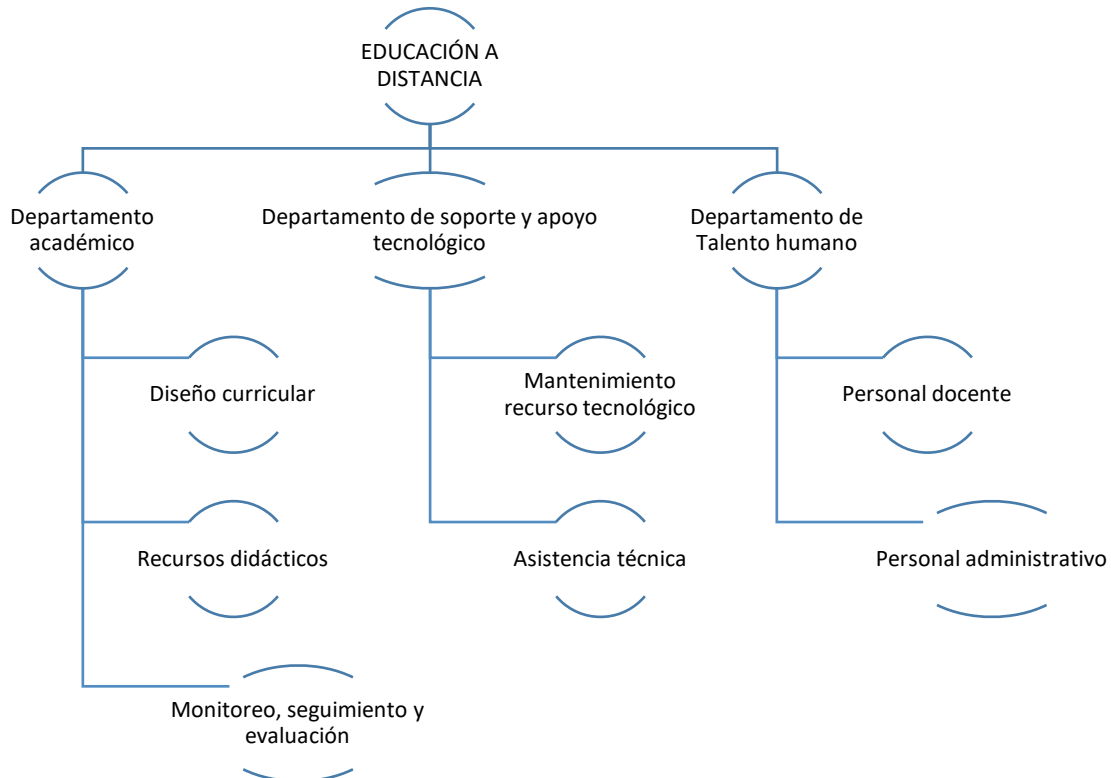 EDUCACIÓN A
DISTANCIA
Departamento
académico
Departamento de soporte y apoyo
tecnológico
Departamento de
Talento humano
Diseño curricular
Mantenimiento
recurso tecnológico
Personal docente
Recursos didácticos
Asistencia técnica
Personal administrativo
Monitoreo, seguimiento y
evaluación